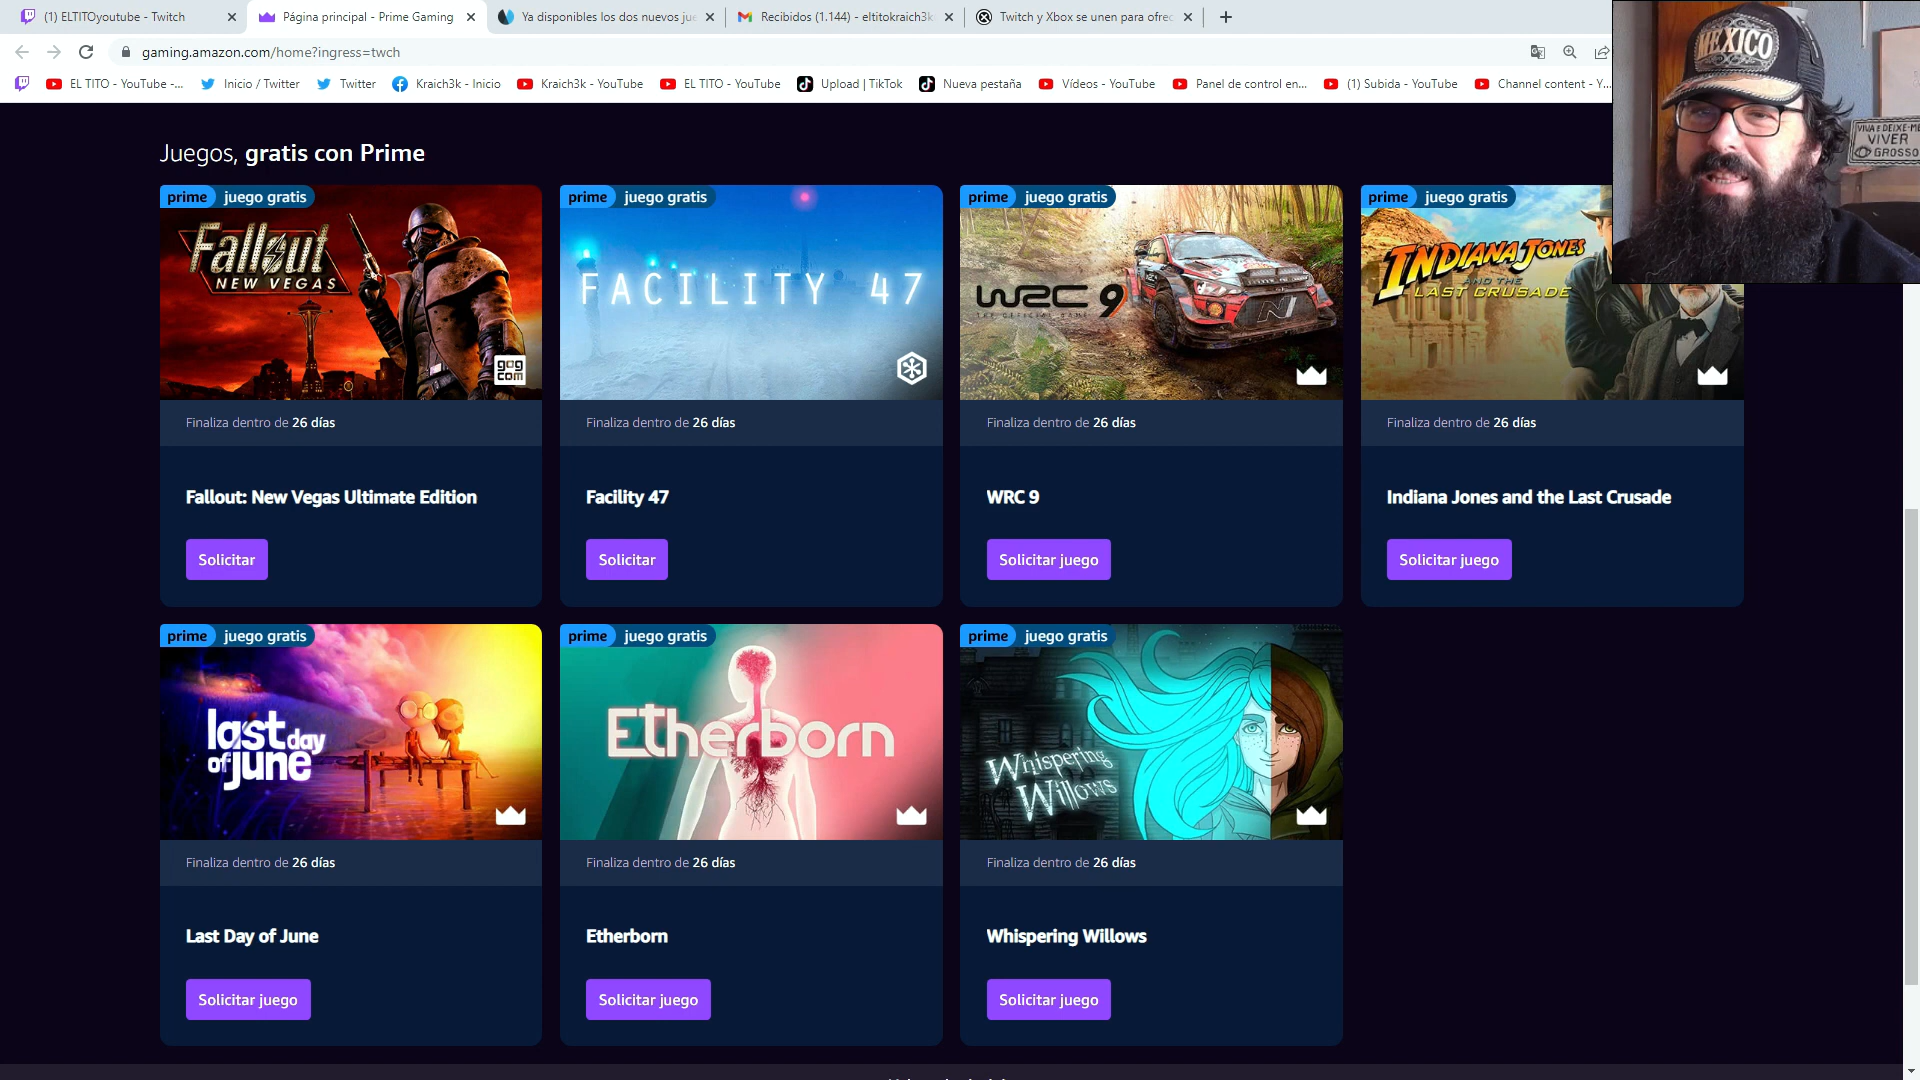 (1) ELTITOyoutube - Twitch
Página principal - Prime Gaming
Ya disponibles los dos nuevos jue
Recibidos (1.144) - eltitokraich3k
Twitch y Xbox se unen para ofrec
gaming.amazon.com/home?ingress=twch
EL TITO - YouTube -...
Inicio / Twitter
Twitter
Kraich3k - Inicio
Kraich3k - YouTube
EL TITO - YouTube
Upload | TikTok
Nueva pestaña
Vídeos - YouTube
Panel de control en...
(1) Subida - YouTube
Channel content - Y...
MEXICO
VIVA E DEIXE-ME
VIVER
GROSSO
Juegos, gratis con Prime
prime juego gratis
prime juego gratis
prime juego gratis
prime juego gratis
Fallout
NEW VEGAS
gog
com
FACILITY 47
WRC 9
THE OFFICIAL GAME
INDIANA JONES
AND THE
LAST CRUSADE
Finaliza dentro de 26 días
Finaliza dentro de 26 días
Finaliza dentro de 26 días
Finaliza dentro de 26 días
Fallout: New Vegas Ultimate Edition
Facility 47
WRC 9
Indiana Jones and the Last Crusade
Solicitar
Solicitar
Solicitar juego
Solicitar juego
prime juego gratis
prime juego gratis
prime juego gratis
last day
of june
Etherborn
Whispering
Willows
Finaliza dentro de 26 días
Finaliza dentro de 26 días
Finaliza dentro de 26 días
Last Day of June
Etherborn
Whispering Willows
Solicitar juego
Solicitar juego
Solicitar juego